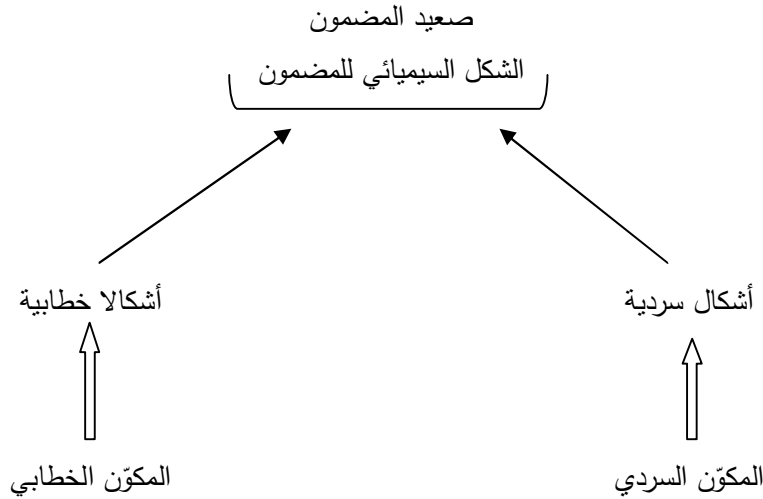 صعيد المضمون
الشكل السيميائي للمضمون
أشكال سردية
أشكالا خطابية
المكوّن السردي
المكوّن الخطابي